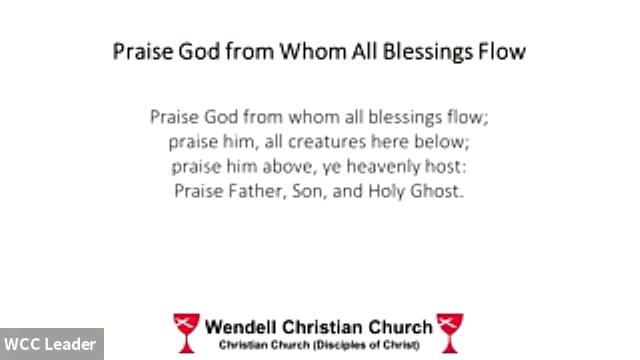 Praise God from Whom All Blessings Flow
Praise God from whom all blessings flow;
praise him, all creatures here below;
praise him above, ye heavenly host:
Praise Father, Son, and Holy Ghost.
Wendell Christian Church
Christian Church (Disciples of Christ)
WCC Leader